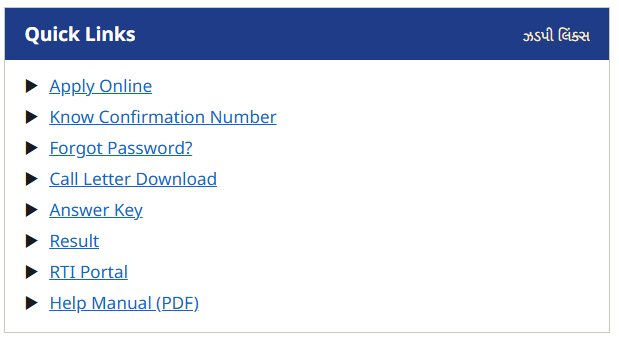 Quick Links ઝડપી લિંક્સ
Apply Online
Know Confirmation Number
Forgot Password?
Call Letter Download
Answer Key
Result
RTI Portal
Help Manual (PDF)